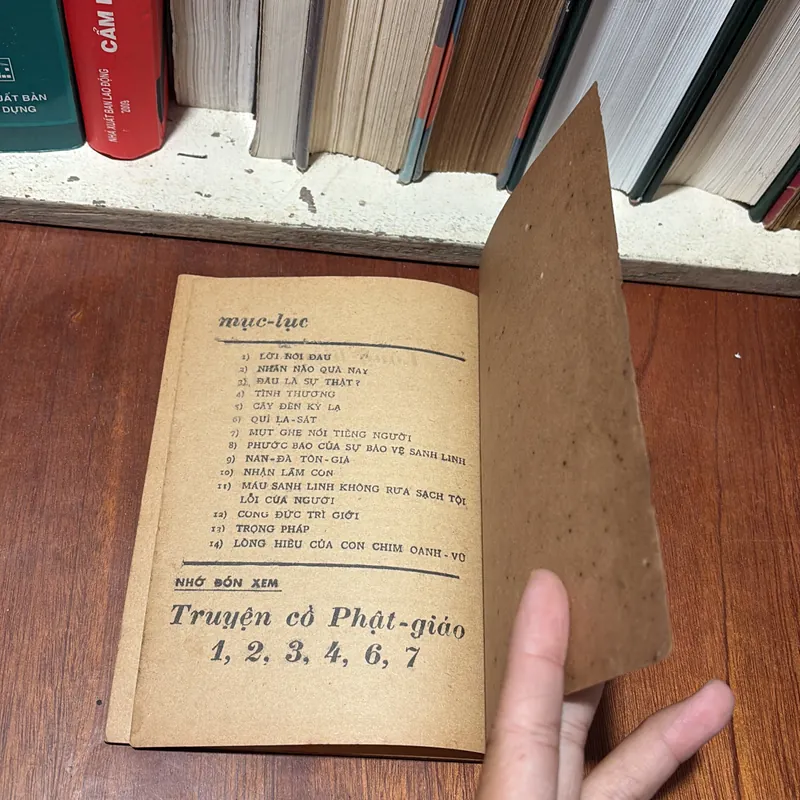 UẤT BẢN
DỰNG
CẨM
NHÀ XUẤT BẢN LAO ĐỘNG
2009
mục-lục
1) LỜI NÓI ĐẦU
2) NHÂN NÀO QUẢ NAY
3) ĐÂU LÀ SỰ THẬT ?
4) TÌNH THƯƠNG
5) CÂY ĐÈN KỲ LẠ
6) QUỈ LA-SÁT
7) MỤT GHẺ NÓI TIẾNG NGƯỜI
8) PHƯỚC BÁO CỦA SỰ BẢO VỆ SANH LINH
9) NAN-ĐÀ TÔN-GIẢ
10) NHẬN LẦM CON
11) MÁU SANH LINH KHÔNG RỬA SẠCH TỘI
LỖI CỦA NGƯỜI
12) CÔNG ĐỨC TRÌ GIỚI
13) TRỌNG PHÁP
14) LÒNG HIẾU CỦA CON CHIM OANH-VŨ
NHỚ ĐÓN XEM
Truyện cổ Phật-giáo
1, 2, 3, 4, 6, 7